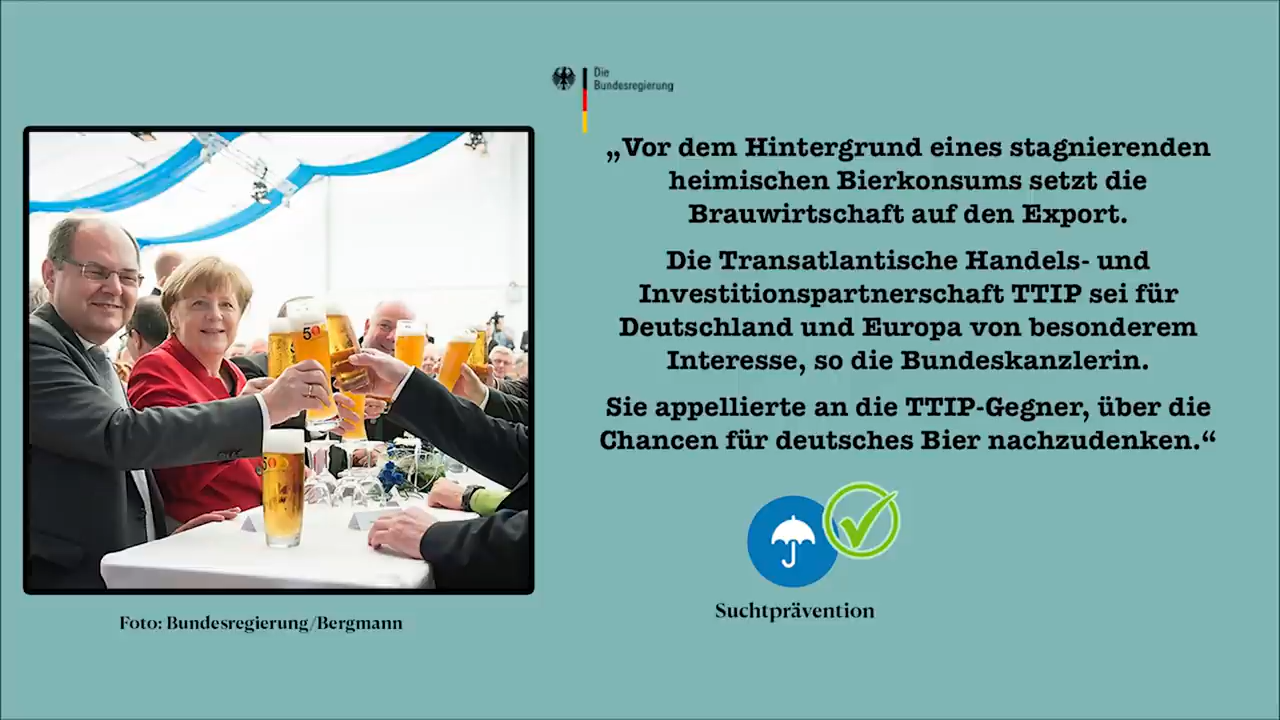 Die
Bundesregierung
„Vor dem Hintergrund eines stagnierenden
heimischen Bierkonsums setzt die
Brauwirtschaft auf den Export.
Die Transatlantische Handels- und
Investitionspartnerschaft TTIP sei für
Deutschland und Europa von besonderem
Interesse, so die Bundeskanzlerin.
Sie appellierte an die TTIP-Gegner, über die
Chancen für deutsches Bier nachzudenken.“
Suchtprävention
Foto: Bundesregierung/Bergmann